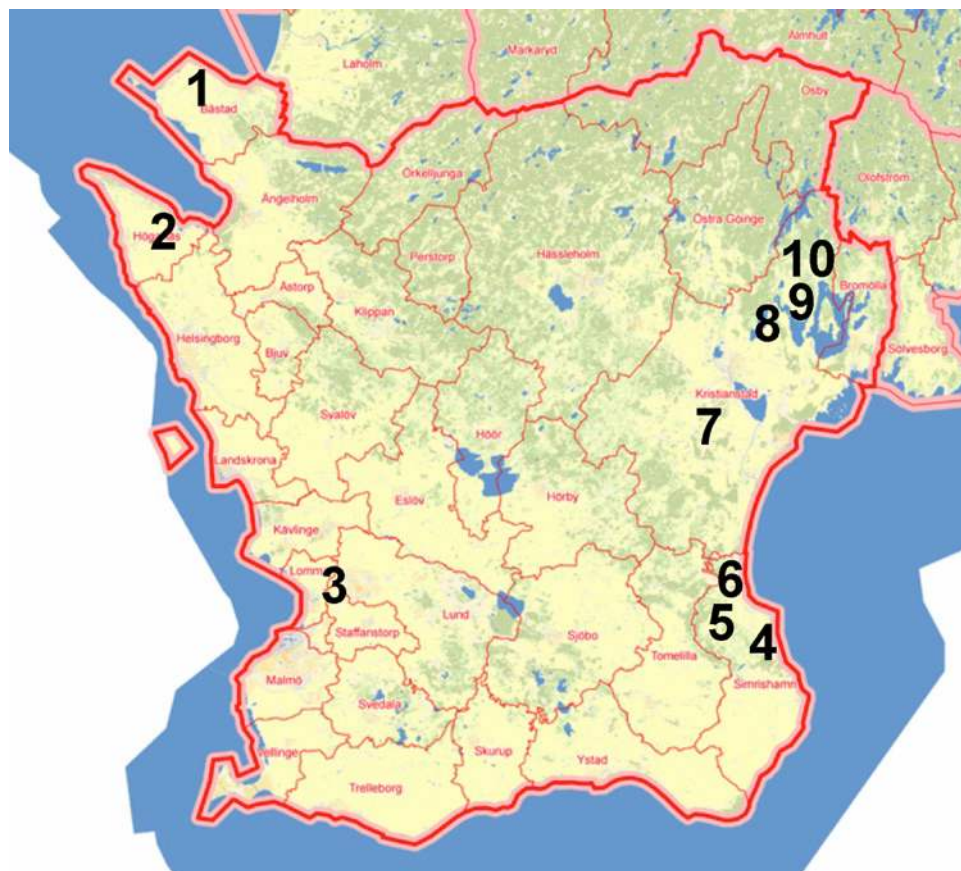 Älmhult
Markaryd
Laholm
1
Båstad
Osby
Olofström
Örkelljunga
Ängelholm
Östra Göinge
2
Perstorp
Hässleholm
10
Bromölla
Åstorp
Klippan
9
8
Helsingborg
Sölvesborg
Bjuv
Kristianstad
Svalöv
7
Höör
Landskrona
Eslöv
Hörby
Kävlinge
Lomm
3
6
Lund
5
Staffanstorp
Sjöbo
4
Tomelilla
Malmö
Simrishamn
Svedala
vellinge
Skurup
Ystad
Trelleborg